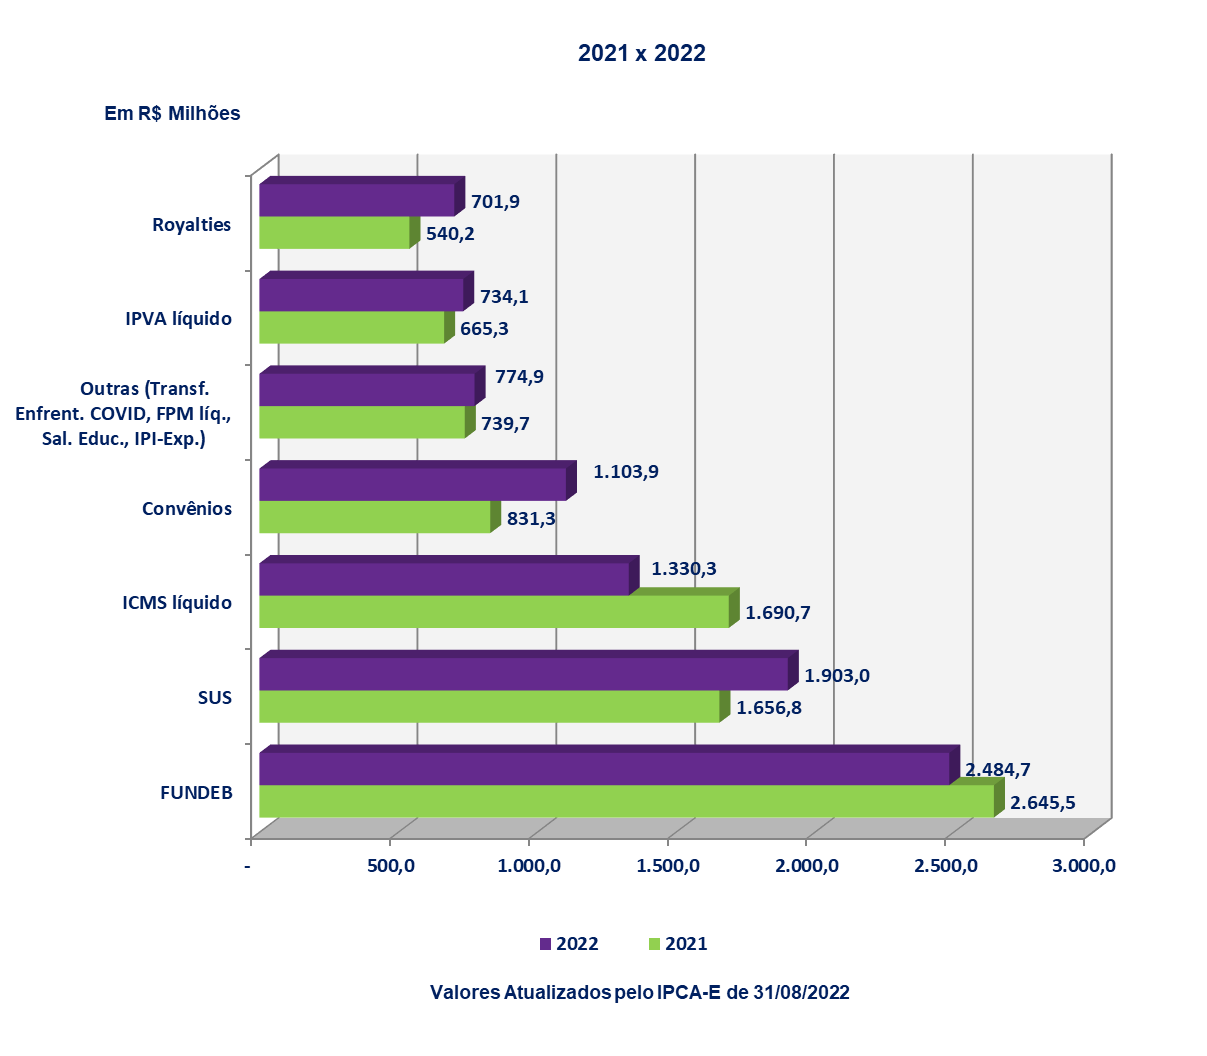 2021 x 2022
Em R$ Milhões
Royalties
701,9
540,2
IPVA líquido
734,1
665,3
Outras (Transf.
Enfrent. COVID, FPM líq.,
Sal. Educ., IPI-Exp.)
774,9
739,7
Convênios
1.103,9
831,3
ICMS líquido
1.330,3
1.690,7
SUS
1.903,0
1.656,8
FUNDEB
2.484,7
2.645,5
- 500,0 1.000,0 1.500,0 2.000,0 2.500,0 3.000,0
2022 2021
Valores Atualizados pelo IPCA-E de 31/08/2022